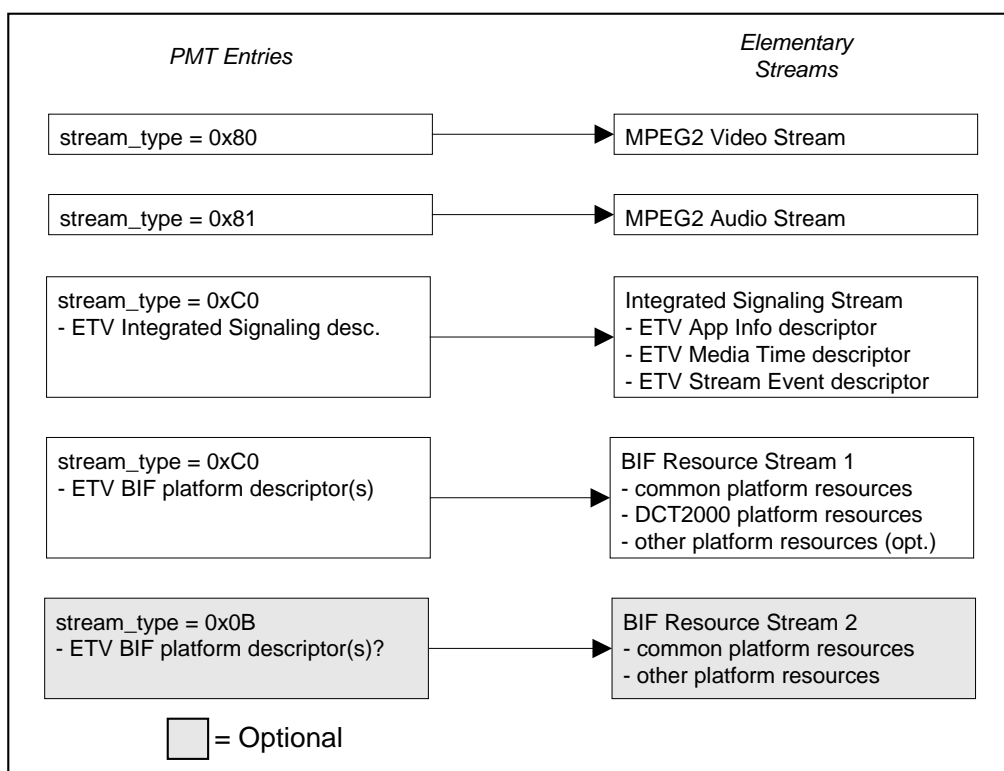 PMT Entries
Elementary
Streams
stream_type = 0x80
MPEG2 Video Stream
stream_type = 0x81
MPEG2 Audio Stream
stream_type = 0xC0
- ETV Integrated Signaling desc.
Integrated Signaling Stream
- ETV App Info descriptor
- ETV Media Time descriptor
- ETV Stream Event descriptor
stream_type = 0xC0
- ETV BIF platform descriptor(s)
BIF Resource Stream 1
- common platform resources
- DCT2000 platform resources
- other platform resources (opt.)
stream_type = 0x0B
- ETV BIF platform descriptor(s)?
BIF Resource Stream 2
- common platform resources
- other platform resources
= Optional